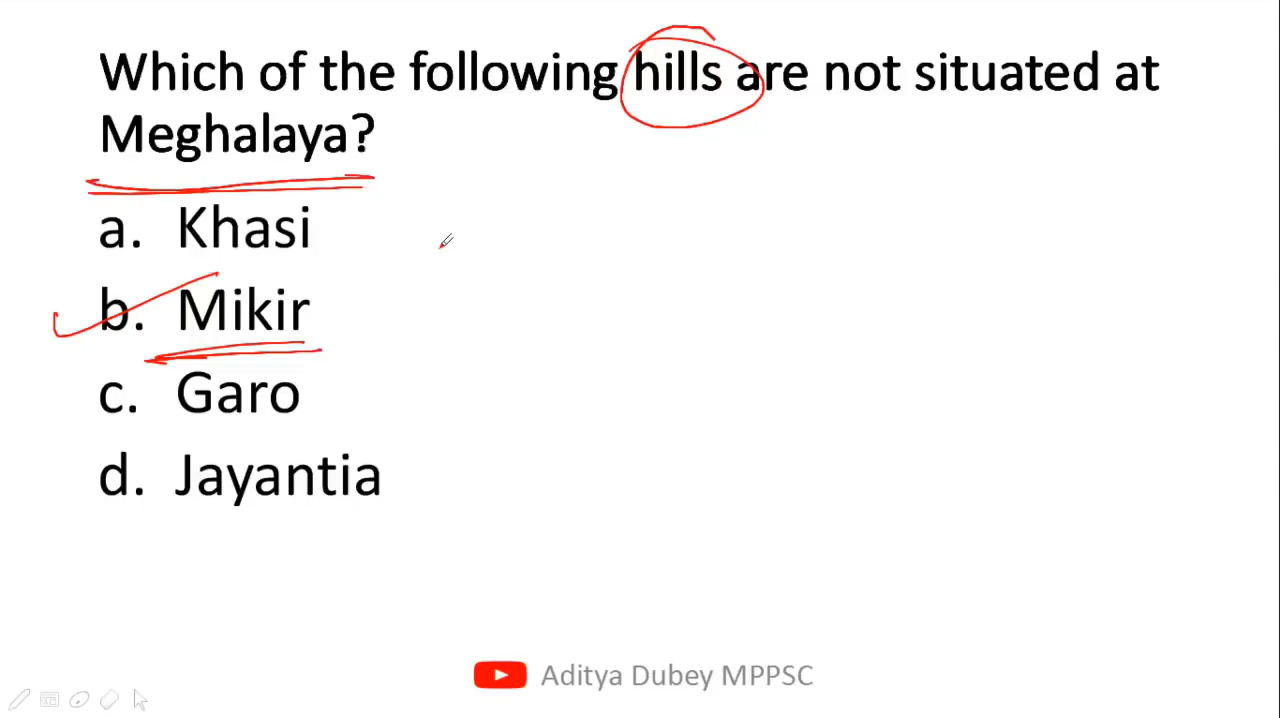 Which of the following hills are not situated at
Meghalaya?
a. Khasi
b. Mikir
c. Garo
d. Jayantia
Aditya Dubey MPPSC